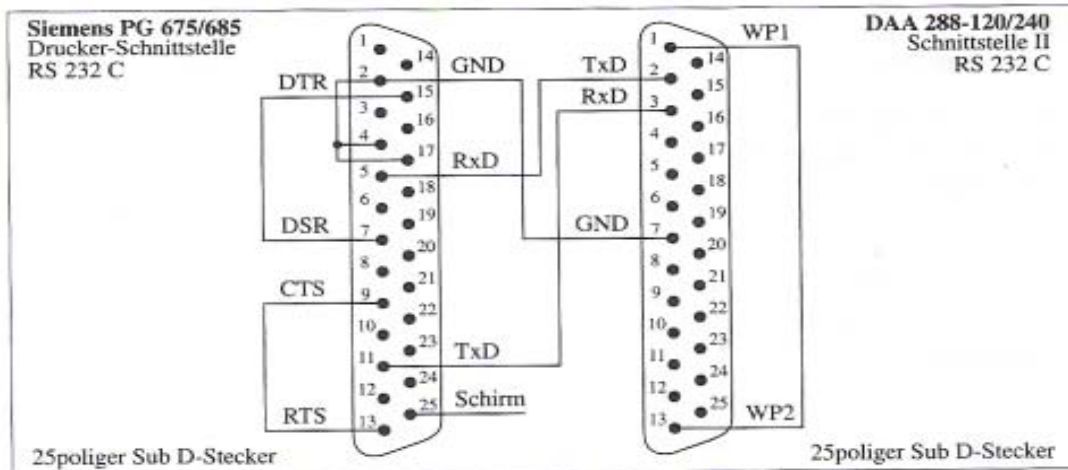 Siemens PG 675/685
Drucker-Schnittstelle
RS 232 C
DAA 288-120/240
Schnittstelle II
RS 232 C
1
14
2
15
3
16
4
17
5
18
6
19
7
20
8
21
9
22
10
23
11
24
12
25
13
DTR
DSR
CTS
RTS
GND
RxD
TxD
Schirm
TxD
RxD
GND
1
14
2
15
3
16
4
17
5
18
6
19
7
20
8
21
9
22
10
23
11
24
12
25
13
WP1
WP2
25poliger Sub D-Stecker
25poliger Sub D-Stecker